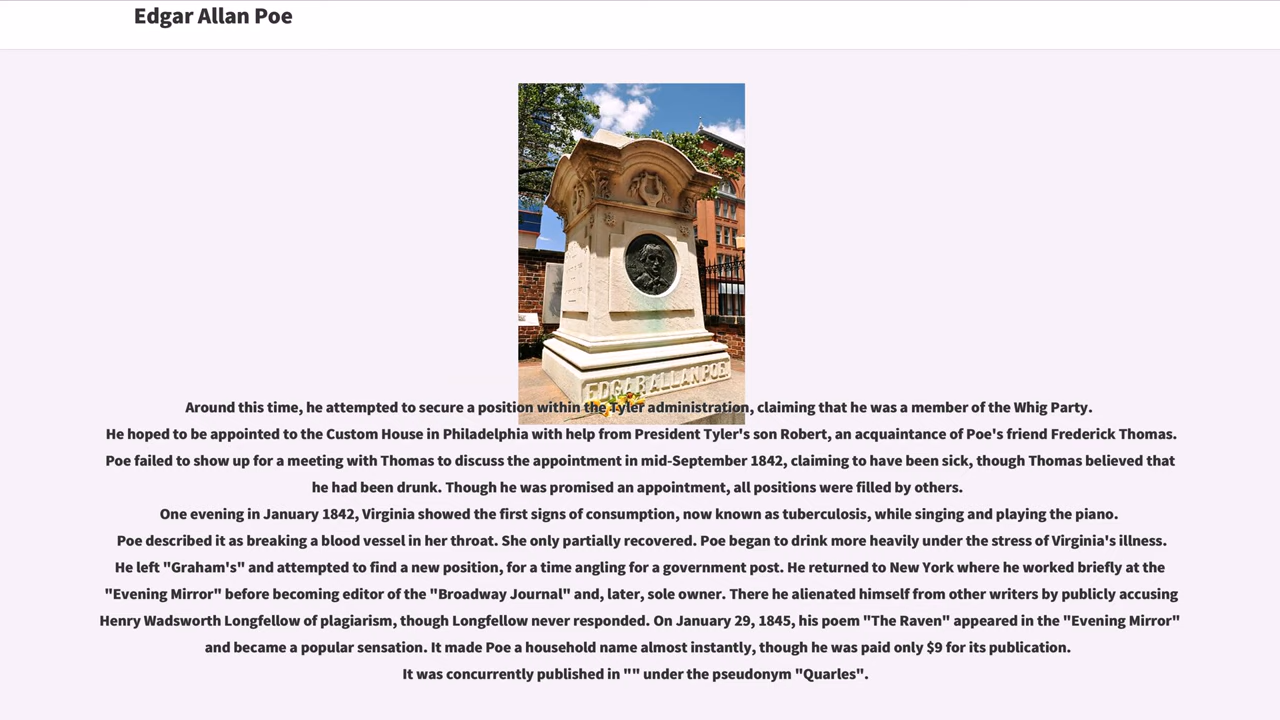 Edgar Allan Poe
EDGAR ALLAN POE
Around this time, he attempted to secure a position within the Tyler administration, claiming that he was a member of the Whig Party.
He hoped to be appointed to the Custom House in Philadelphia with help from President Tyler's son Robert, an acquaintance of Poe's friend Frederick Thomas.
Poe failed to show up for a meeting with Thomas to discuss the appointment in mid-September 1842, claiming to have been sick, though Thomas believed that
he had been drunk. Though he was promised an appointment, all positions were filled by others.
One evening in January 1842, Virginia showed the first signs of consumption, now known as tuberculosis, while singing and playing the piano.
Poe described it as breaking a blood vessel in her throat. She only partially recovered. Poe began to drink more heavily under the stress of Virginia's illness.
He left "Graham's" and attempted to find a new position, for a time angling for a government post. He returned to New York where he worked briefly at the
"Evening Mirror" before becoming editor of the "Broadway Journal" and, later, sole owner. There he alienated himself from other writers by publicly accusing
Henry Wadsworth Longfellow of plagiarism, though Longfellow never responded. On January 29, 1845, his poem "The Raven" appeared in the "Evening Mirror"
and became a popular sensation. It made Poe a household name almost instantly, though he was paid only $9 for its publication.
It was concurrently published in "" under the pseudonym "Quarles".